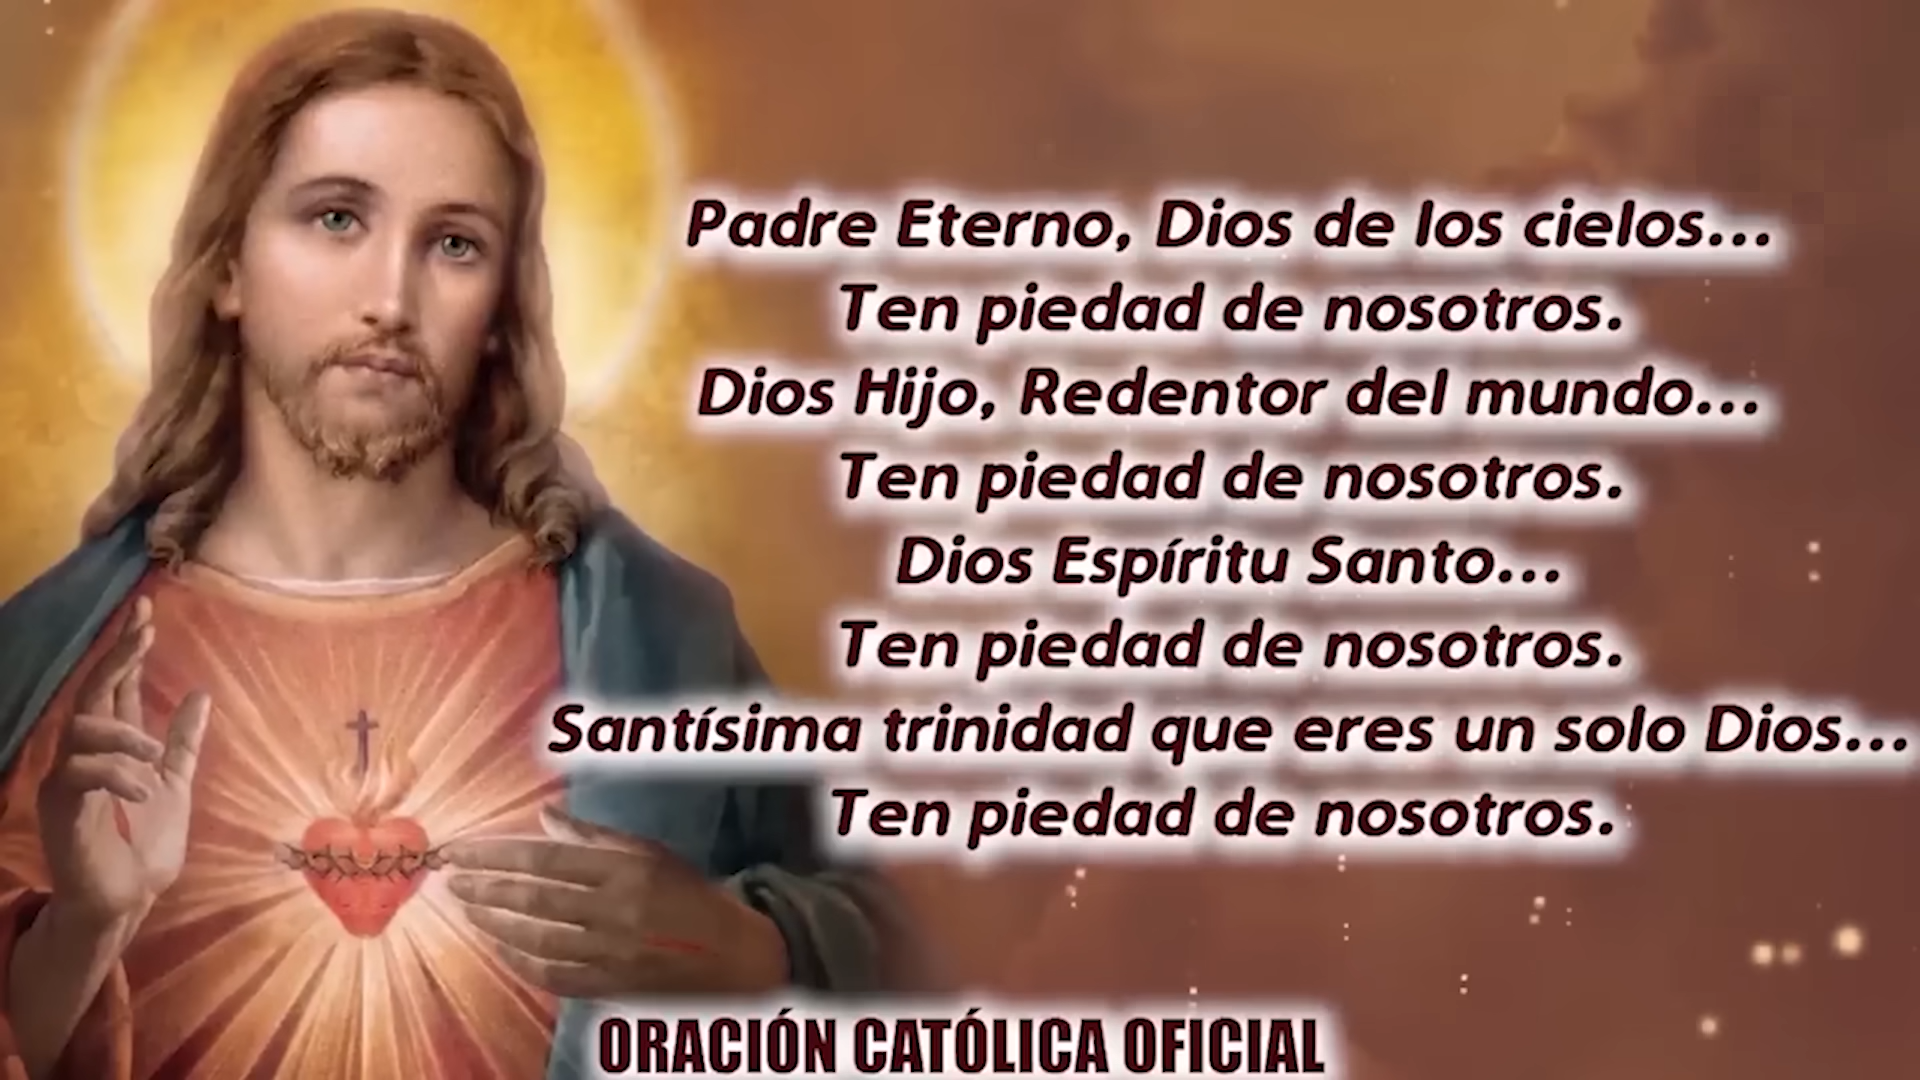 Padre Eterno, Dios de los cielos...
Ten piedad de nosotros.
Dios Hijo, Redentor del mundo...
Ten piedad de nosotros.
Dios Espíritu Santo...
Ten piedad de nosotros.
Santísima trinidad que eres un solo Dios...
Ten piedad de nosotros.
ORACIÓN CATÓLICA OFICIAL